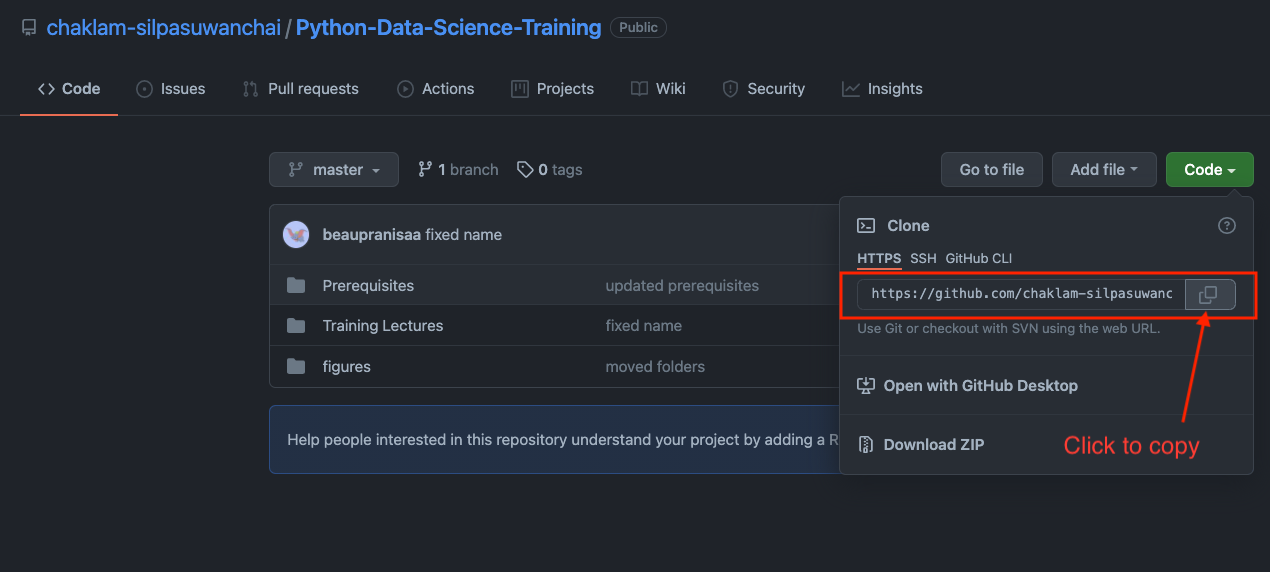 chaklam-silpasuwanchai / Python-Data-Science-Training Public
Code Issues Pull requests Actions Projects Wiki Security Insights
master 1 branch 0 tags Go to file Add file Code
beaupranisaa fixed name
Prerequisites updated prerequisites
Training Lectures fixed name
figures moved folders
Help people interested in this repository understand your project by adding a R
Clone
HTTPS SSH GitHub CLI
https://github.com/chaklam-silpasuwanc
Use Git or checkout with SVN using the web URL.
Open with GitHub Desktop
Download ZIP
Click to copy